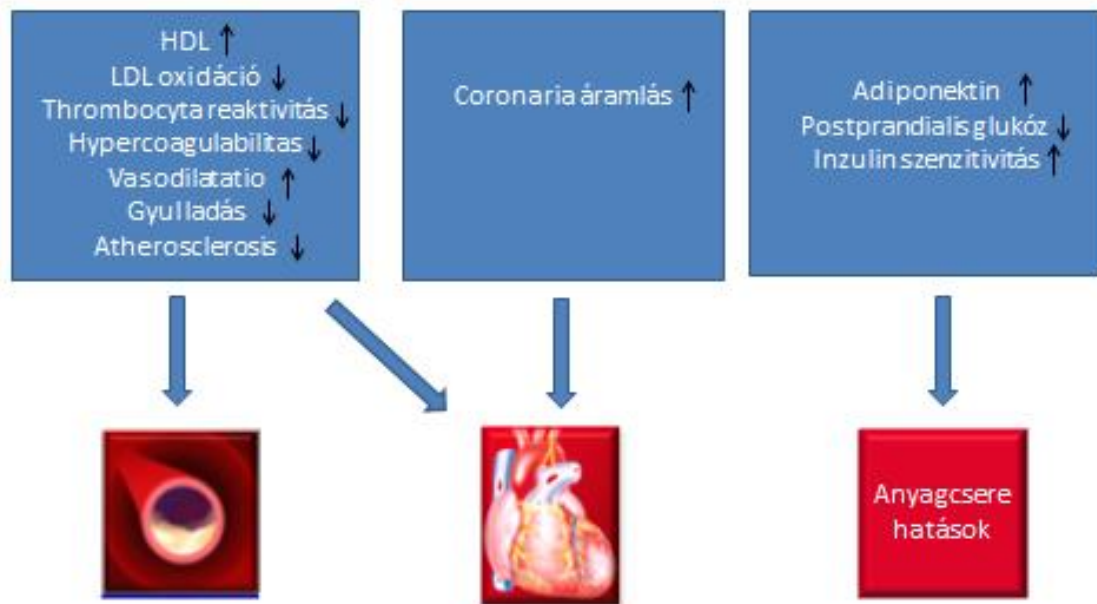 HDL ↑
LDL oxidáció ↓
Thrombocyta reaktivitás ↓
Hypercoagulabilitas ↓
Vasodilatatio ↑
Gyulladás ↓
Atherosclerosis ↓
Coronaria áramlás ↑
Adiponektin ↑
Postprandialis glukóz ↓
Inzulin szenzitivitás ↑
Anyagcsere
hatások